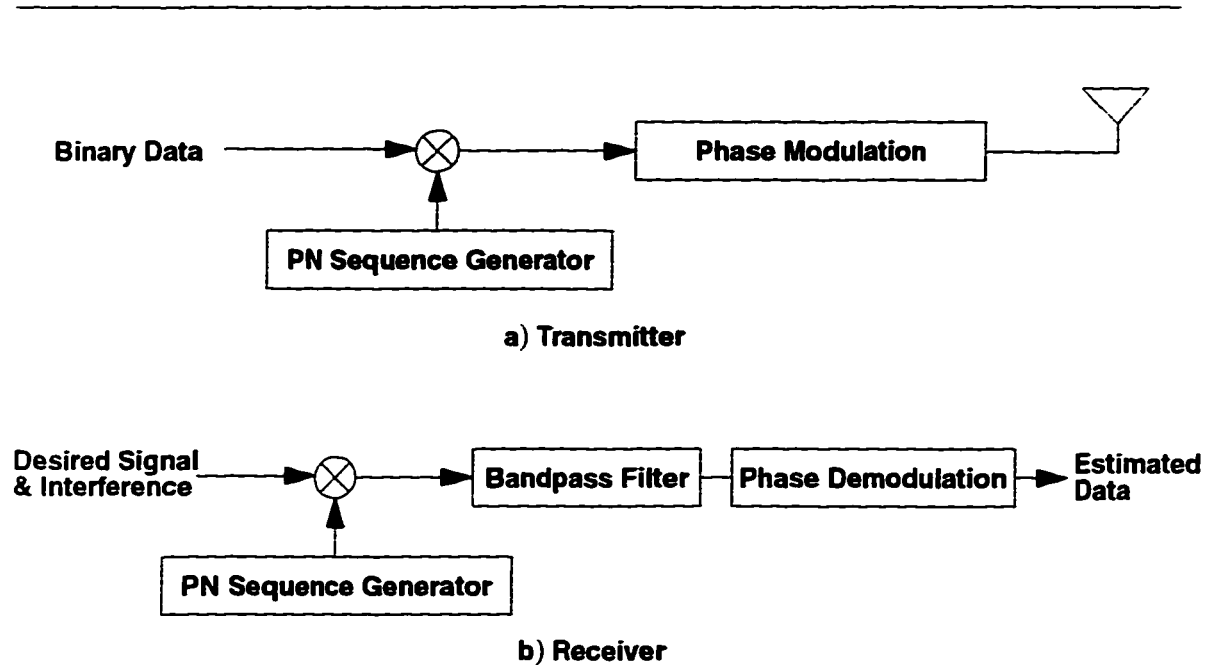 Binary Data
Phase Modulation
PN Sequence Generator
a) Transmitter
Desired Signal
& Interference
Bandpass Filter
Phase Demodulation
Estimated
Data
PN Sequence Generator
b) Receiver